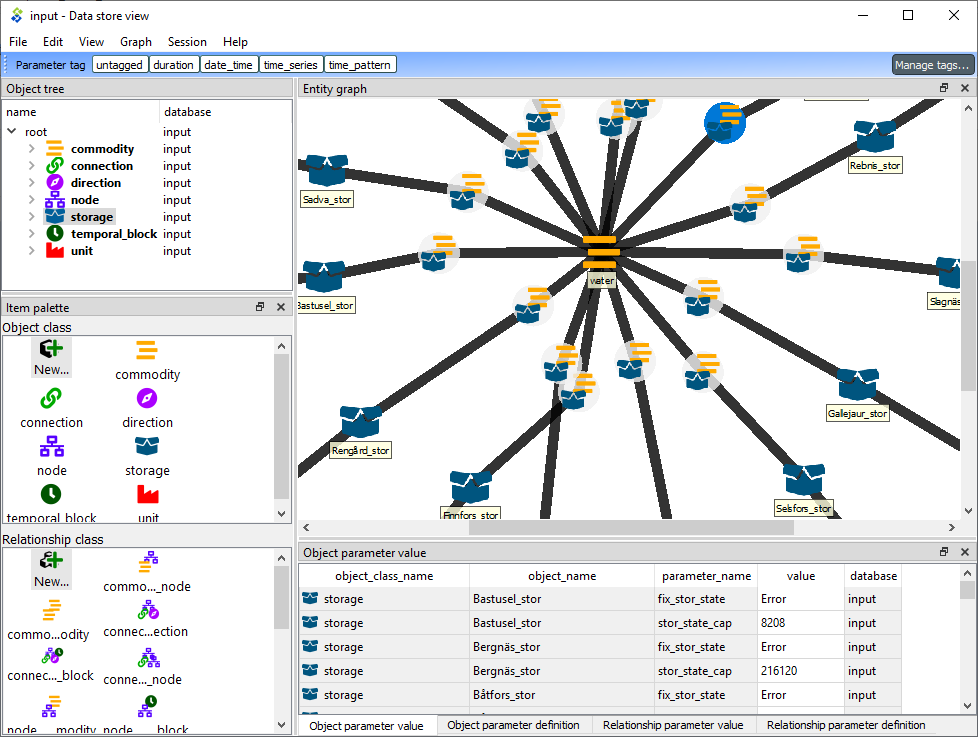 input - Data store view
File Edit View Graph Session Help
Parameter tag untagged duration date_time time_series time_pattern Manage tags...
Object tree
name database
root input
commodity input
connection input
direction input
node input
storage input
temporal_block input
unit input
Item palette
Object class
New...
commodity
connection
direction
node
storage
temporal_block
unit
Relationship class
New...
commo..._node
commo...odity
connec...ection
connec..._block
conne..._node
node_...modity
node_..._block
Entity graph
Rebnis_stor
Sadva_stor
water
Bastusel_stor
Slagnäs
Gallejaur_stor
Rengård_stor
Finnfors_stor
Selsfors_stor
Object parameter value
object_class_name object_name parameter_name value database
storage Bastusel_stor fix_stor_state Error input
storage Bastusel_stor stor_state_cap 8208 input
storage Bergnäs_stor fix_stor_state Error input
storage Bergnäs_stor stor_state_cap 216120 input
storage Båtfors_stor fix_stor_state Error input
Object parameter value Object parameter definition Relationship parameter value Relationship parameter definition